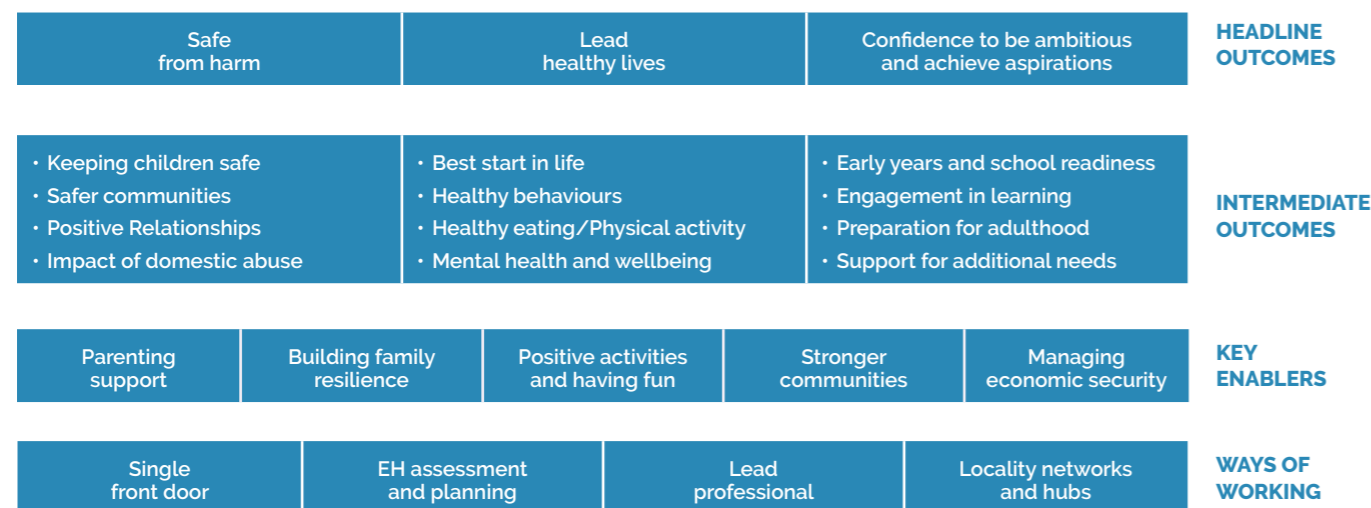 Safe
from harm
Lead
healthy lives
Confidence to be ambitious
and achieve aspirations
HEADLINE
OUTCOMES
• Keeping children safe
• Safer communities
• Positive Relationships
• Impact of domestic abuse
• Best start in life
• Healthy behaviours
• Healthy eating/Physical activity
• Mental health and wellbeing
• Early years and school readiness
• Engagement in learning
• Preparation for adulthood
• Support for additional needs
INTERMEDIATE
OUTCOMES
Parenting
support
Building family
resilience
Positive activities
and having fun
Stronger
communities
Managing
economic security
KEY
ENABLERS
Single
front door
EH assessment
and planning
Lead
professional
Locality networks
and hubs
WAYS OF
WORKING